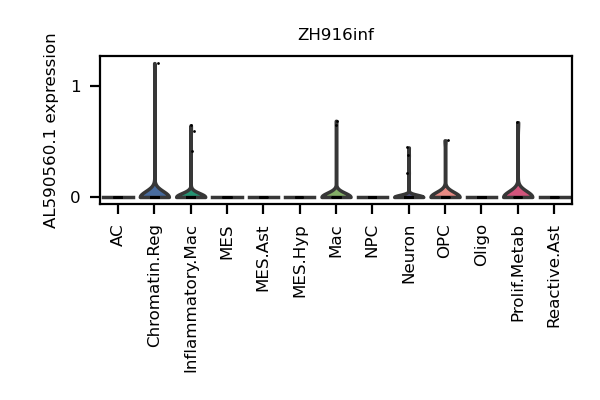 ZH916inf
AL590560.1 expression
1
0
AC
Chromatin.Reg
Inflammatory.Mac
MES
MES.Ast
MES.Hyp
Mac
NPC
Neuron
OPC
Oligo
Prolif.Metab
Reactive.Ast